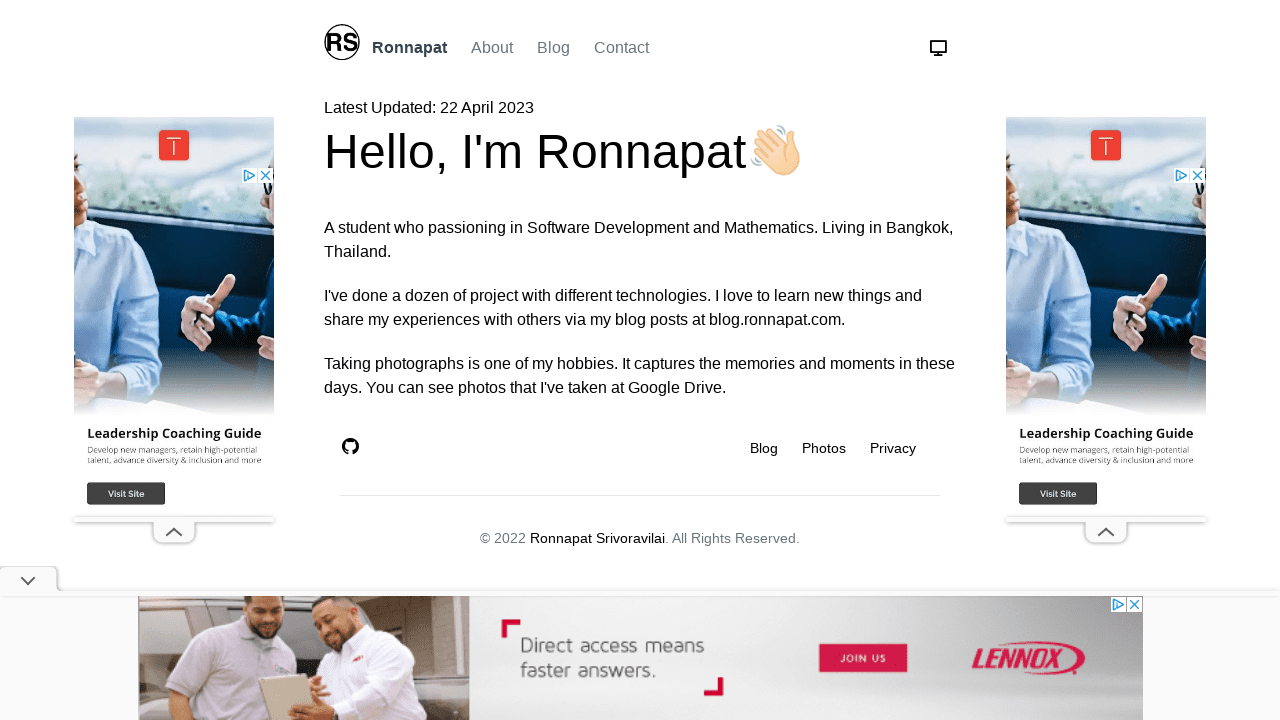 RS Ronnapat About Blog Contact
Latest Updated: 22 April 2023
Hello, I'm Ronnapat👋🏻
A student who passioning in Software Development and Mathematics. Living in Bangkok,
Thailand.
I've done a dozen of project with different technologies. I love to learn new things and
share my experiences with others via my blog posts at blog.ronnapat.com.
Taking photographs is one of my hobbies. It captures the memories and moments in these
days. You can see photos that I've taken at Google Drive.
Blog Photos Privacy
© 2022 Ronnapat Srivoravilai. All Rights Reserved.
T
Leadership Coaching Guide
Develop new managers, retain high-potential
talent, advance diversity & inclusion and more
Visit Site
T
Leadership Coaching Guide
Develop new managers, retain high-potential
talent, advance diversity & inclusion and more
Visit Site
Direct access means
faster answers.
JOIN US
LENNOX